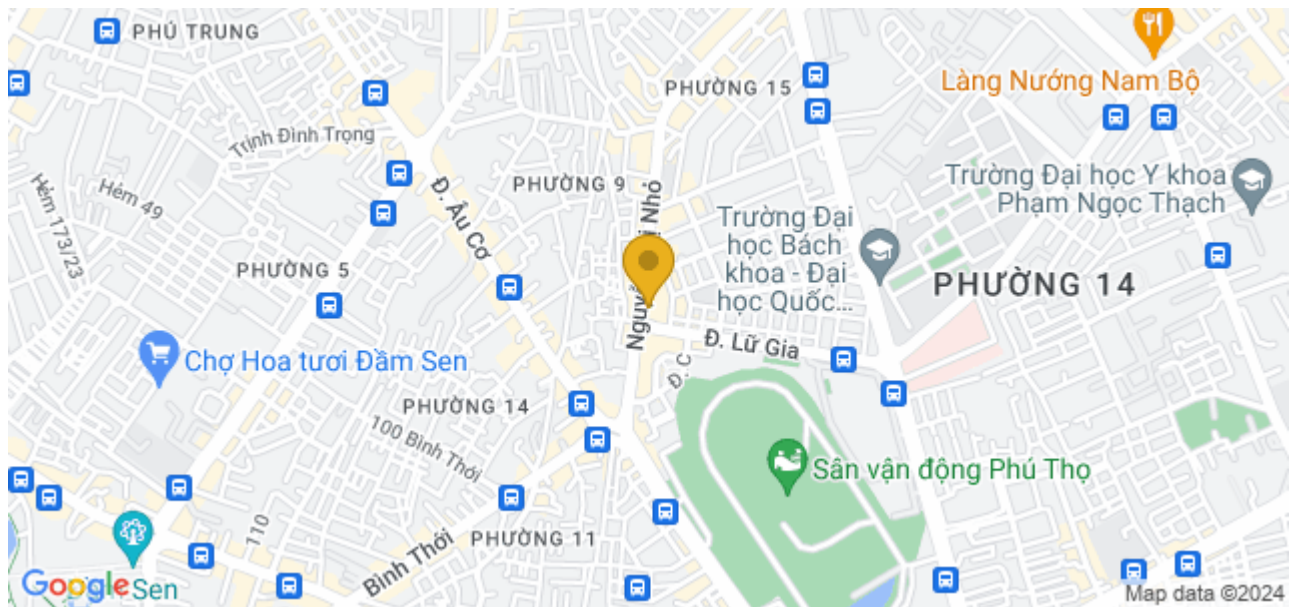 PHÚ TRUNG
PHƯỜNG 15
Làng Nướng Nam Bộ
Trịnh Đình Trọng
Hẻm 49
Hẻm 173/23
Đ. Âu Cơ
PHƯỜNG 9
ị Nhỏ
Nguy
Trường Đại
học Bách
khoa - Đại
học Quốc...
Trường Đại học Y khoa
Phạm Ngọc Thạch
PHƯỜNG 5
PHƯỜNG 14
Đ. Lữ Gia
Đ. C
Chợ Hoa tươi Đầm Sen
PHƯỜNG 14
100 Bình Thới
Sân vận động Phú Thọ
110
PHƯỜNG 11
Bình Thới
Google
Sen
Map data ©2024